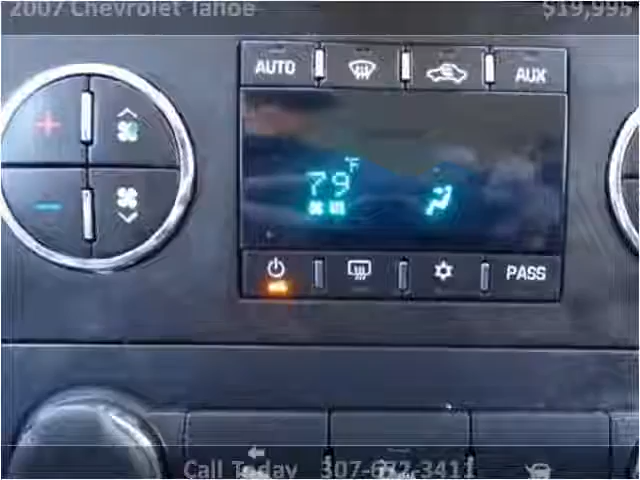 2007 Chevrolet Tahoe $19,995
AUTO AUX
79 °F
PASS
Call Today 307-672-3411